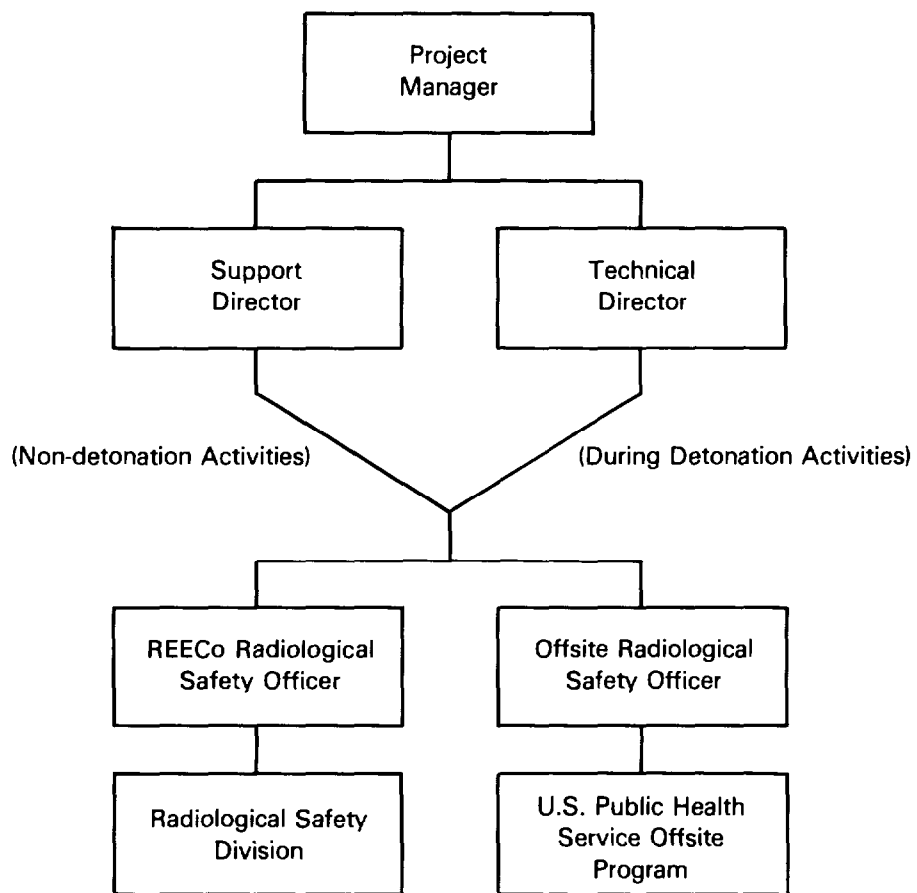 Project
Manager
Support
Director
Technical
Director
(Non-detonation Activities)
(During Detonation Activities)
REECo Radiological
Safety Officer
Offsite Radiological
Safety Officer
Radiological Safety
Division
U.S. Public Health
Service Offsite
Program